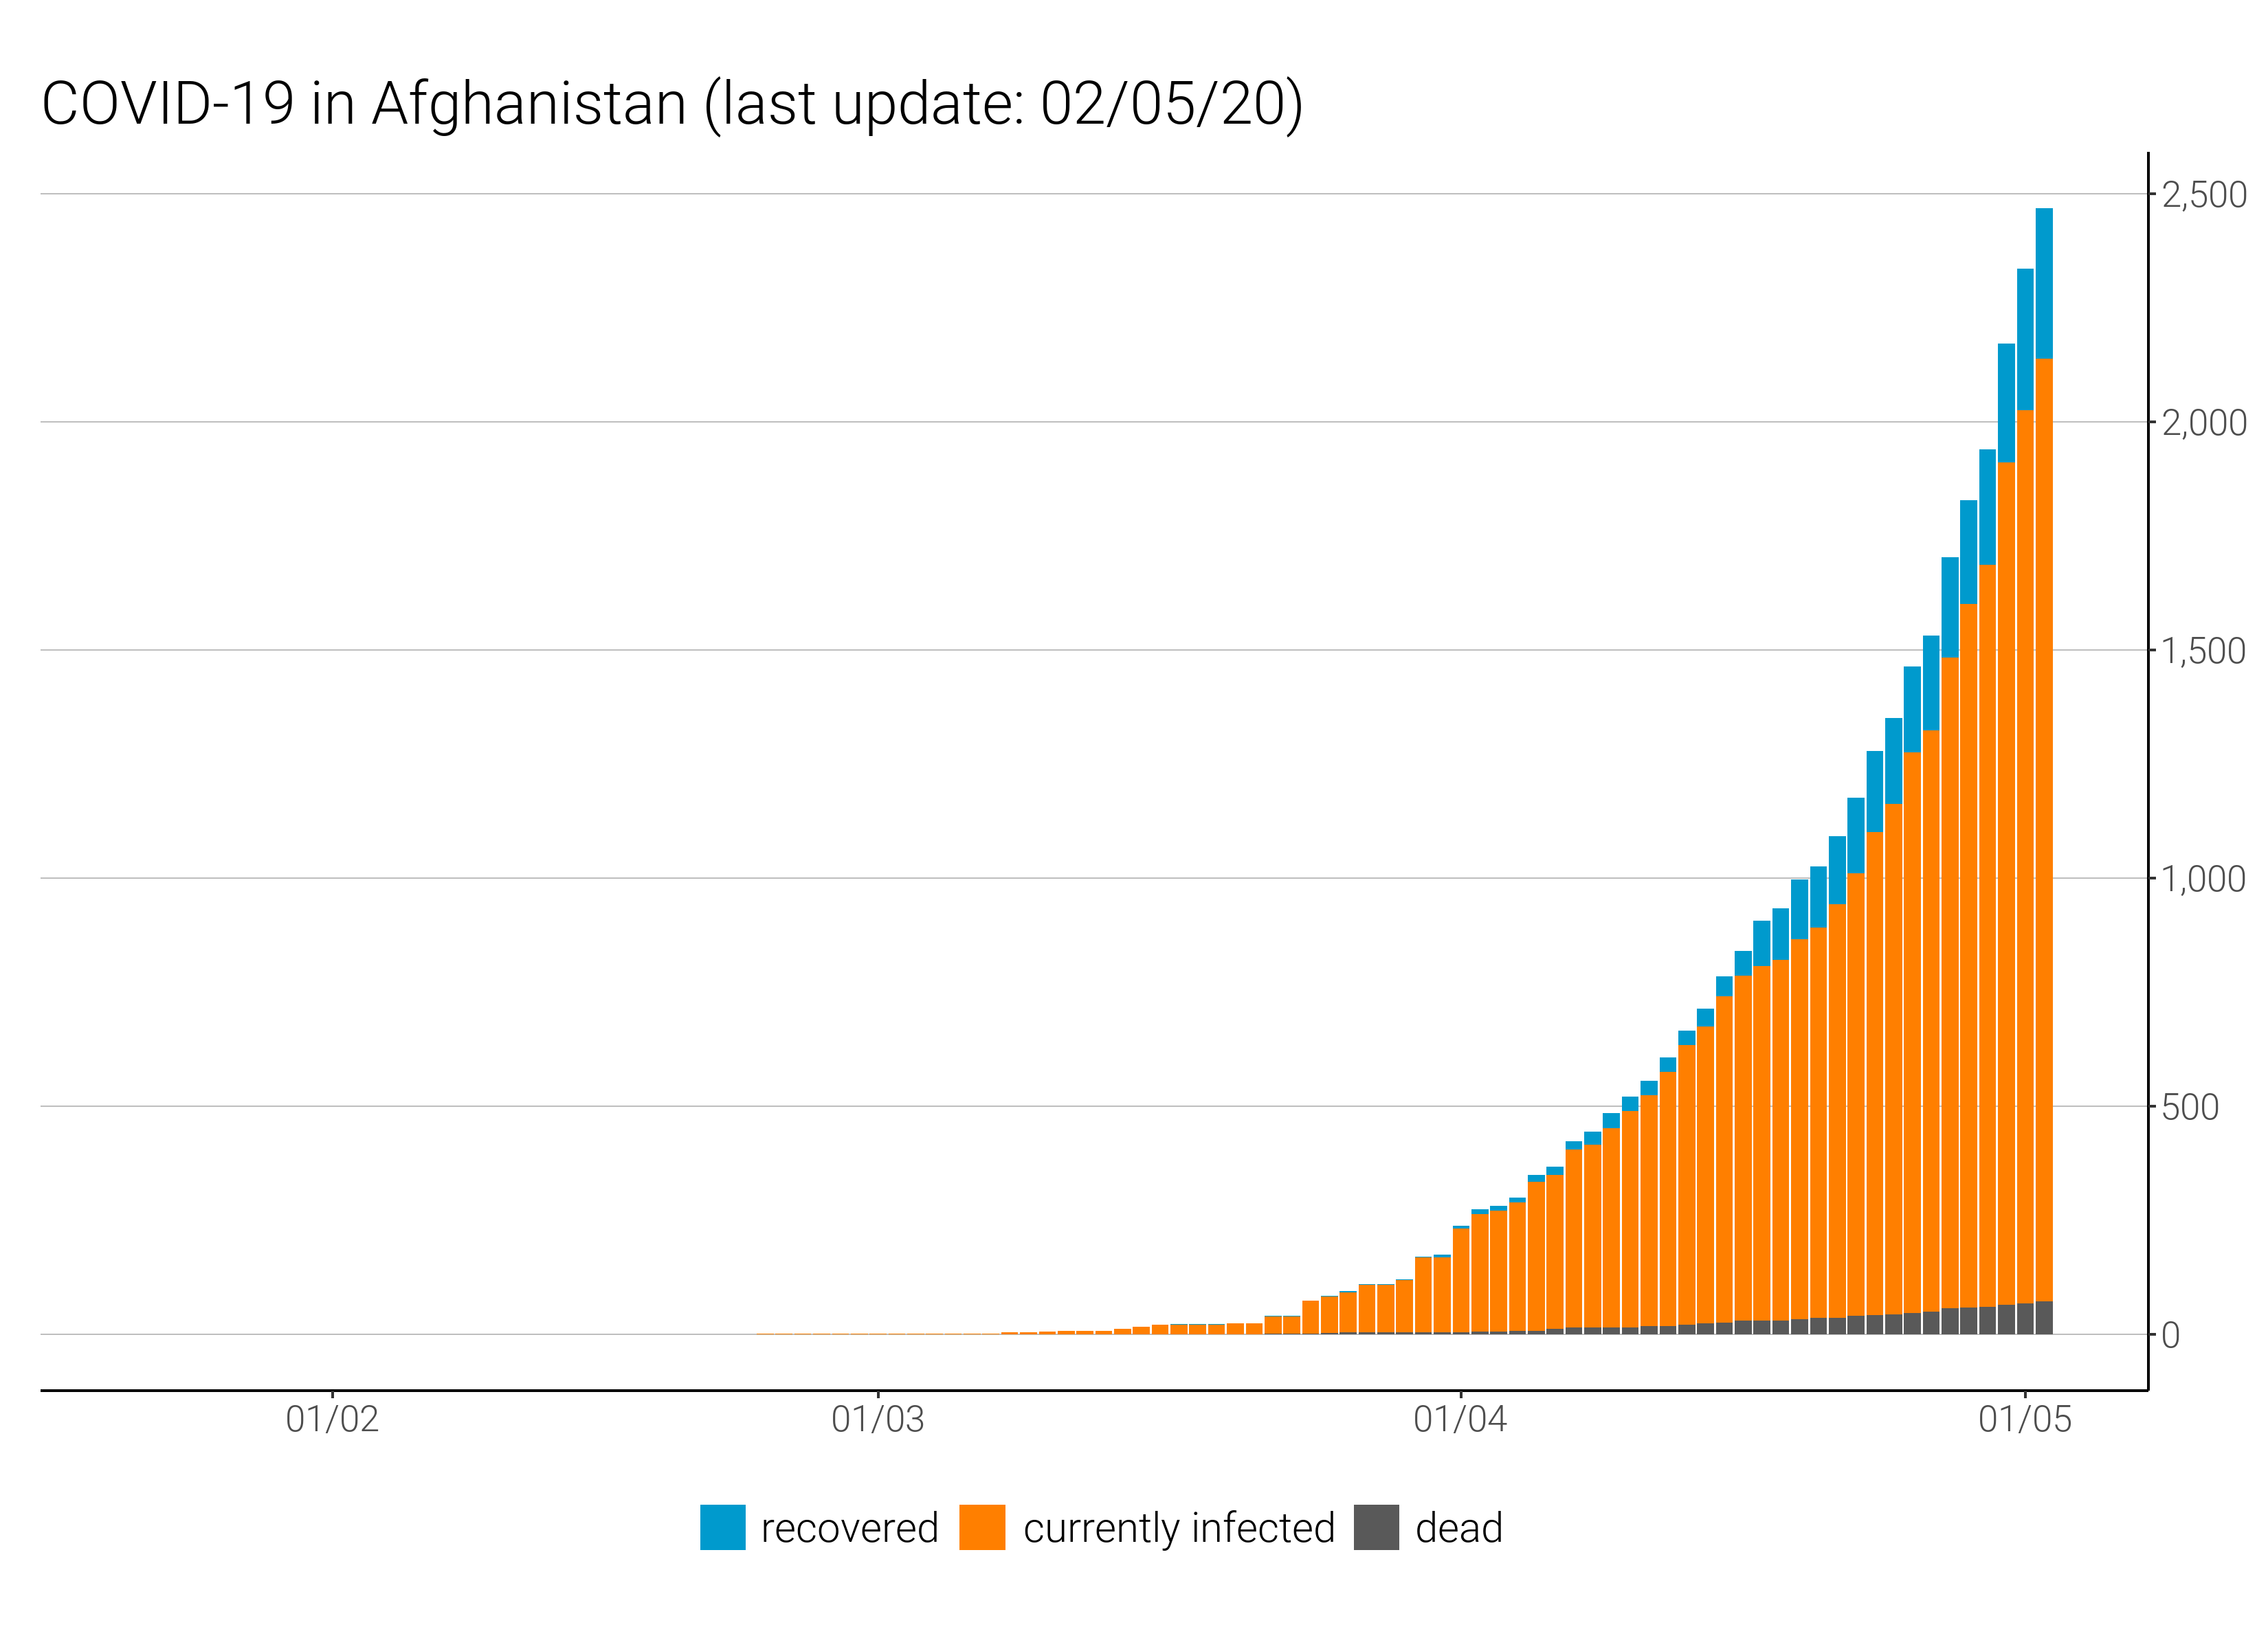 COVID-19 in Afghanistan (last update: 02/05/20)
2,500
2,000
1,500
1,000
500
0
01/02 01/03 01/04 01/05
recovered currently infected dead